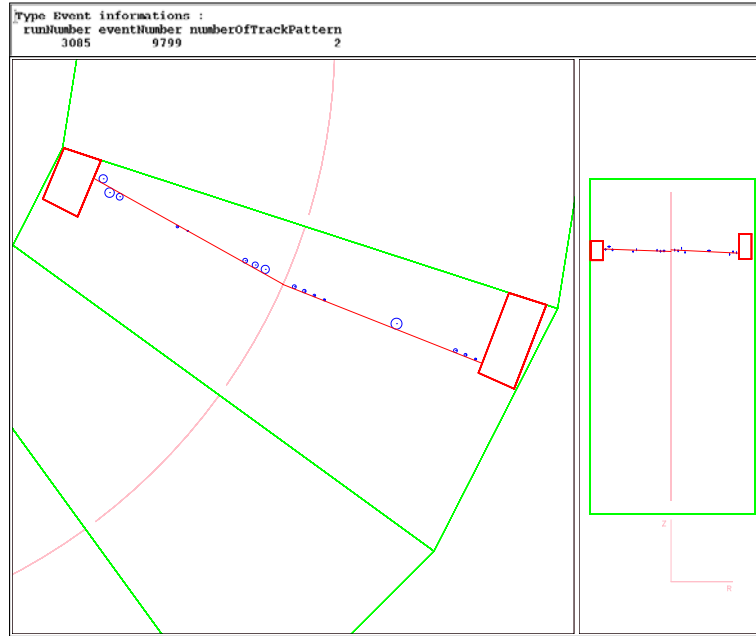 Type Event informations :
runNumber eventNumber numberOfTrackPattern
3085 9799 2
Z
R